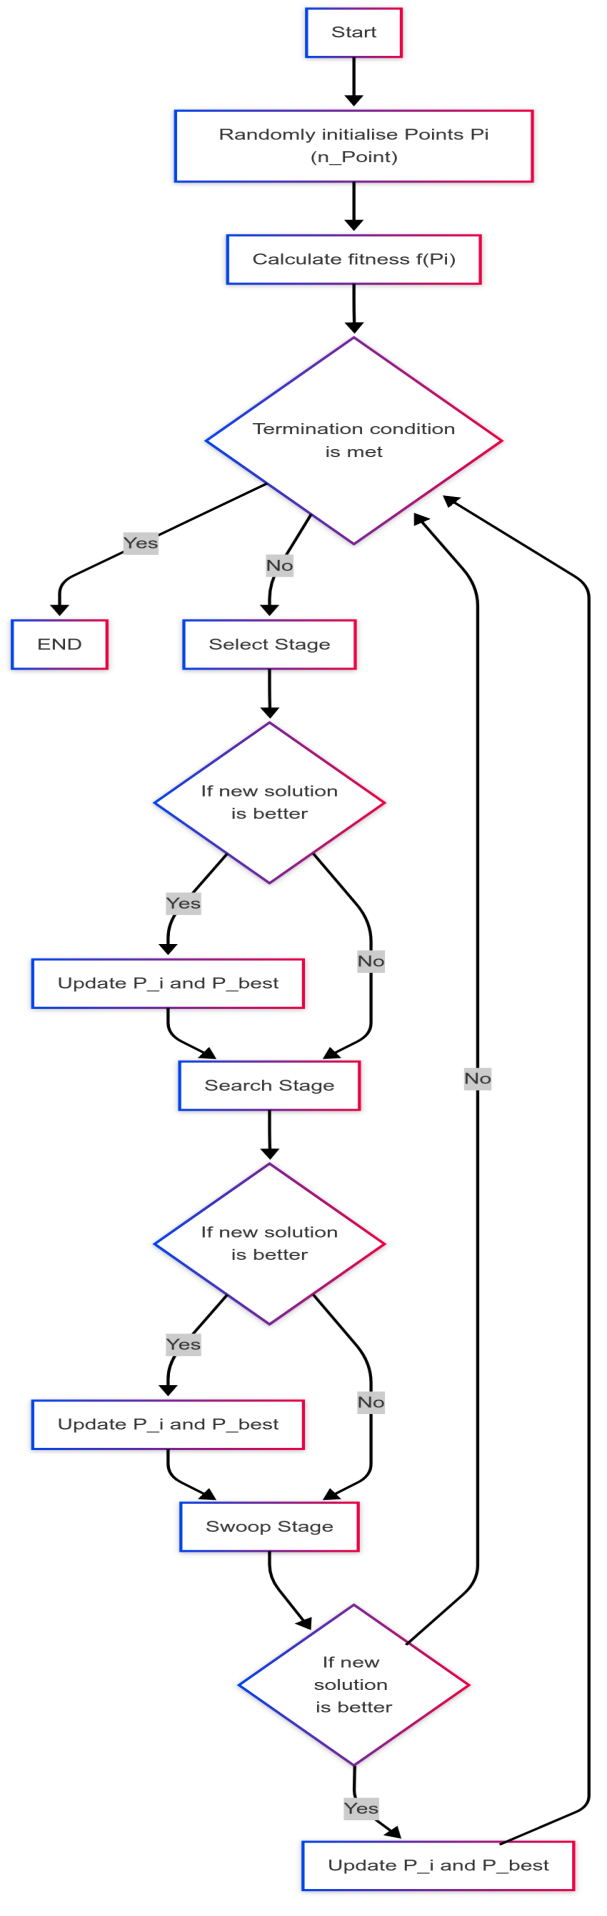 Start
Randomly initialise Points Pi
(n_Point)
Calculate fitness f(Pi)
Termination condition
is met
Yes
No
END
Select Stage
If new solution
is better
Yes
No
Update P_i and P_best
Search Stage
No
If new solution
is better
Yes
No
Update P_i and P_best
Swoop Stage
If new
solution
is better
Yes
Update P_i and P_best